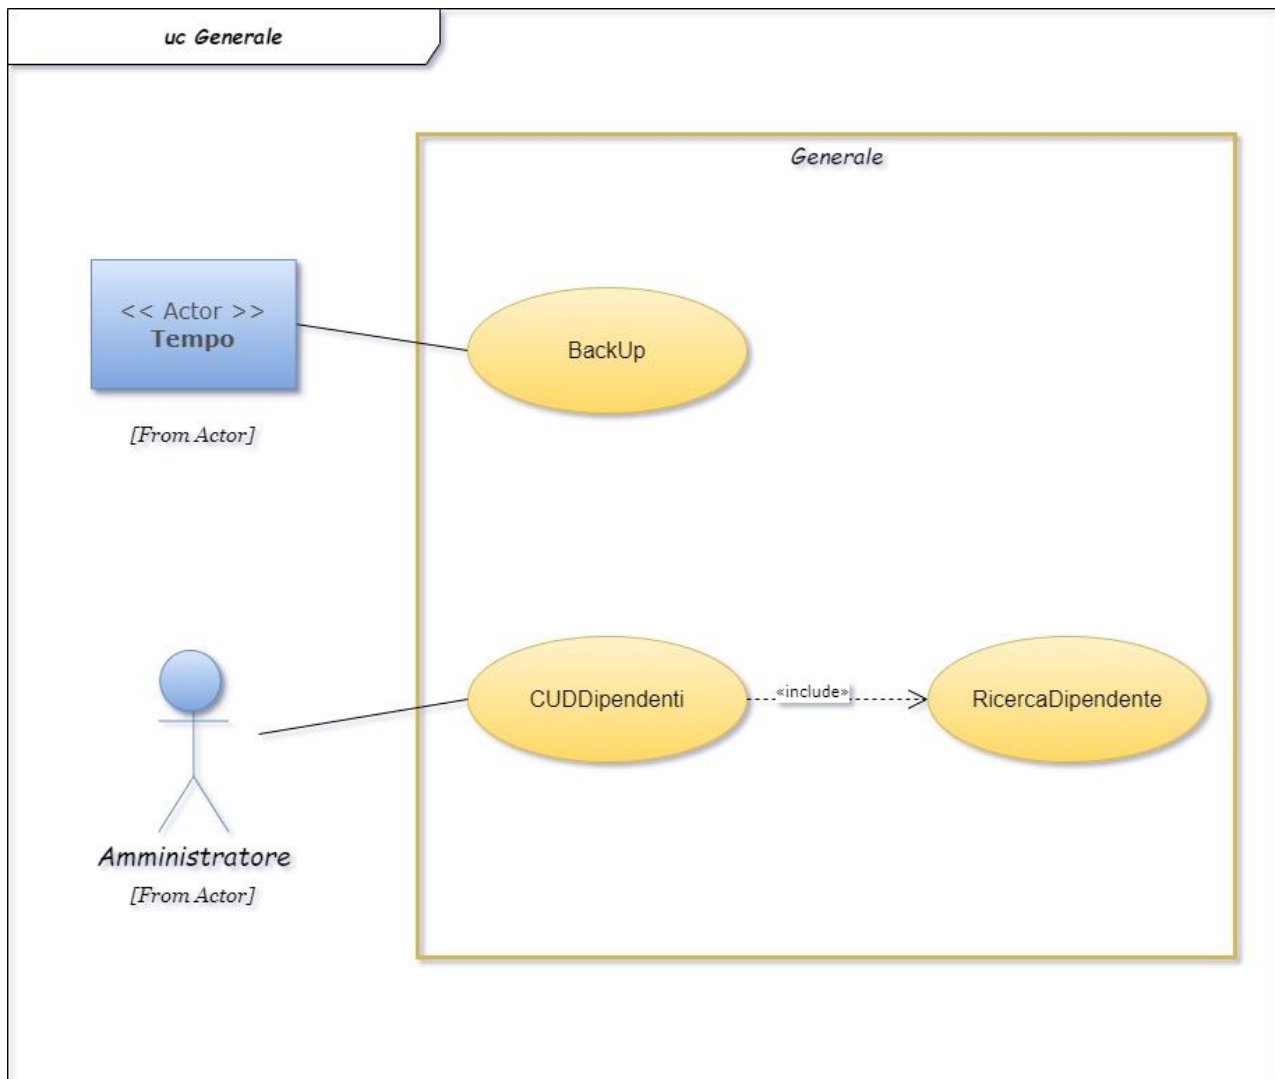 uc Generale
Generale
<< Actor >>
Tempo
BackUp
[From Actor]
CUDDipendenti
«include»
RicercaDipendente
Amministratore
[From Actor]